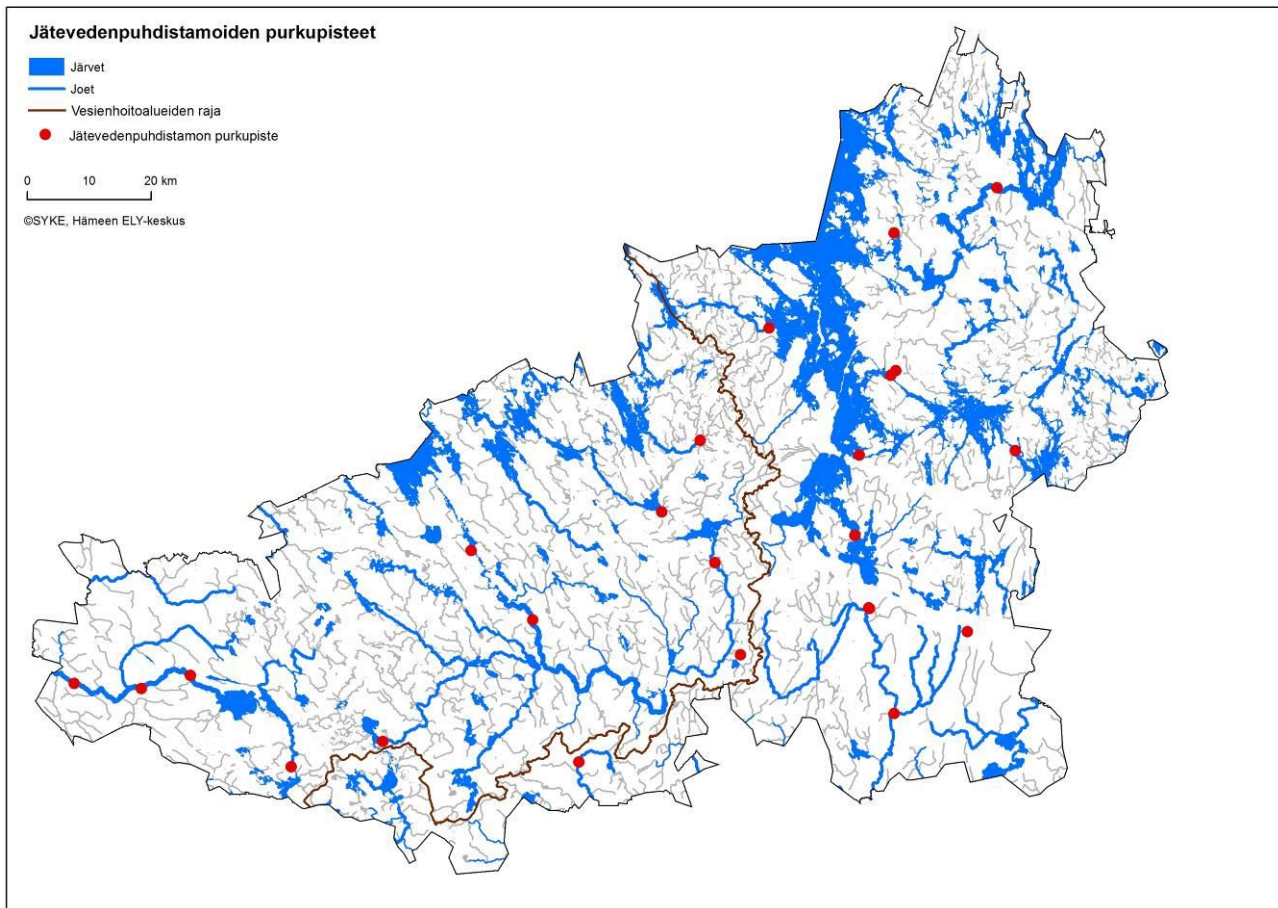 Jätevedenpuhdistamoiden purkupisteet
Järvet
Joet
Vesienhoitoalueiden raja
Jätevedenpuhdistamon purkupiste
0 10 20 km
©SYKE, Hämeen ELY-keskus